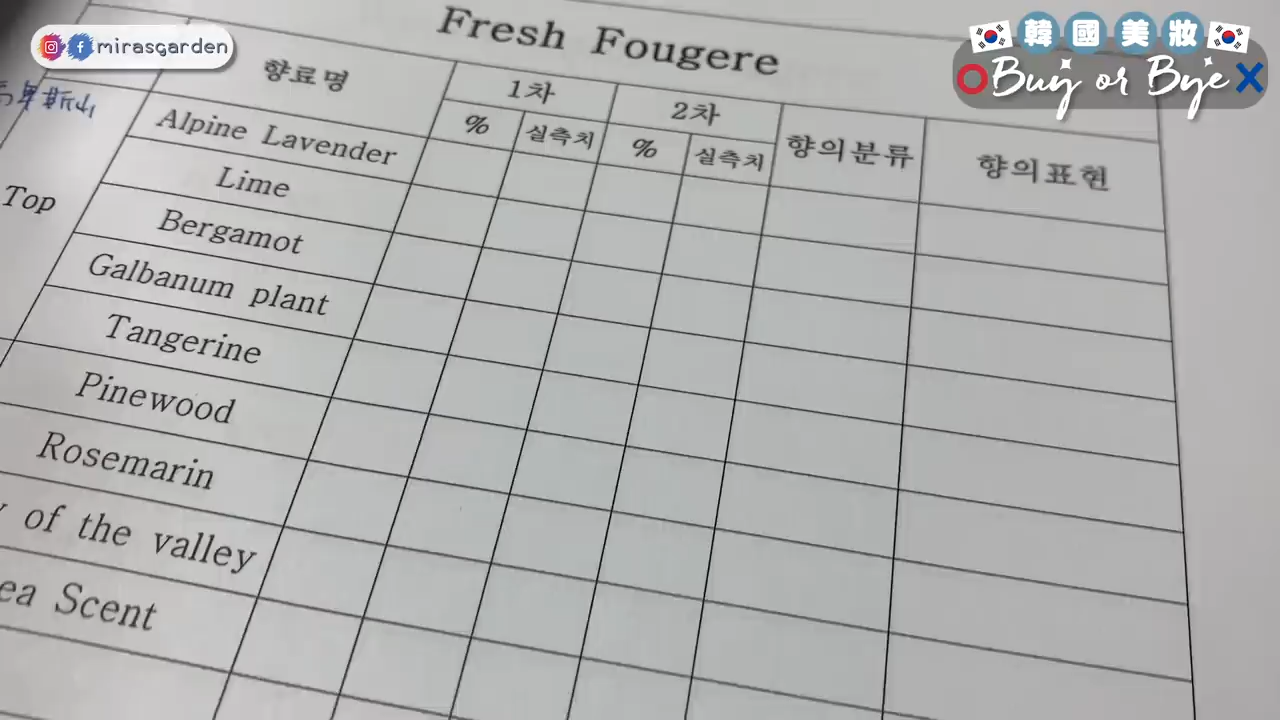 mirasgarden
韓國美妝
Buy or Bye
Fresh Fougere
향료명
1차
2차
%
실측치
%
실측치
향의분류
향의표현
斯山
Top
Alpine Lavender
Lime
Bergamot
Galbanum plant
Tangerine
Pinewood
Rosemarin
of the valley
Scent